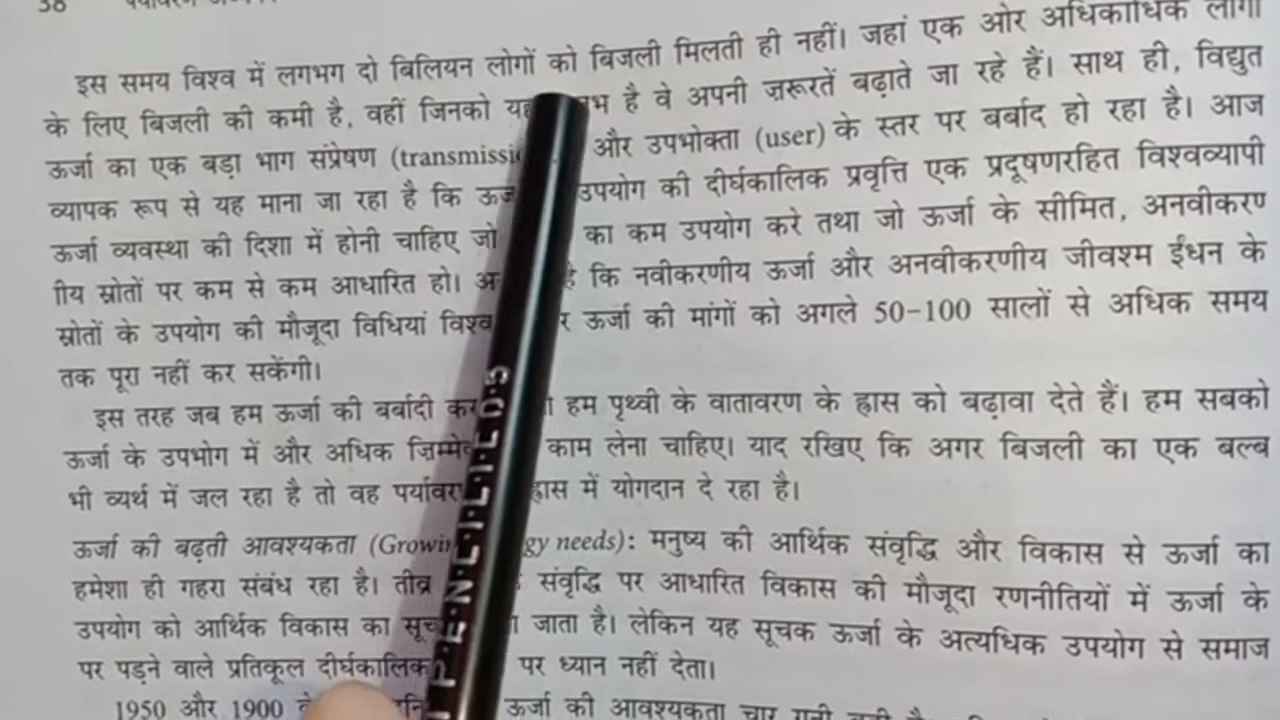 38
इस समय विश्व में लगभग दो बिलियन लोगों को बिजली मिलती ही नहीं। जहां एक ओर अधिकाधिक लोगों
के लिए बिजली की कमी है, वहीं जिनको है वे अपनी ज़रूरतें बढ़ाते जा रहे हैं। साथ ही, विद्युत
ऊर्जा का एक बड़ा भाग संप्रेषण और उपभोक्ता (user) के स्तर पर बर्बाद हो रहा है। आज
व्यापक रूप से यह माना जा रहा है कि उपयोग की दीर्घकालिक प्रवृत्ति एक प्रदूषणरहित विश्वव्यापी
ऊर्जा व्यवस्था की दिशा में होनी चाहिए जो का कम उपयोग करे तथा जो ऊर्जा के सीमित, अनवीकरण
ीय स्रोतों पर कम से कम आधारित हो। कि नवीकरणीय ऊर्जा और अनवीकरणीय जीवश्म ईंधन के
स्रोतों के उपयोग की मौजूदा विधियां विश्व ऊर्जा की मांगों को अगले 50-100 सालों से अधिक समय
तक पूरा नहीं कर सकेंगी।
इस तरह जब हम ऊर्जा की बर्बादी हम पृथ्वी के वातावरण के ह्रास को बढ़ावा देते हैं। हम सबको
ऊर्जा के उपभोग में और अधिक काम लेना चाहिए। याद रखिए कि अगर बिजली का एक बल्ब
भी व्यर्थ में जल रहा है तो वह ह्रास में योगदान दे रहा है।
ऊर्जा की बढ़ती आवश्यकता needs): मनुष्य की आर्थिक संवृद्धि और विकास से ऊर्जा का
हमेशा ही गहरा संबंध रहा है। तीव्र संवृद्धि पर आधारित विकास की मौजूदा रणनीतियों में ऊर्जा के
उपयोग को आर्थिक विकास का जाता है। लेकिन यह सूचक ऊर्जा के अत्यधिक उपयोग से समाज
पर पड़ने वाले प्रतिकूल दीर्घकालिक पर ध्यान नहीं देता।
1950 और 1900 ऊर्जा की आवश्यकता चार